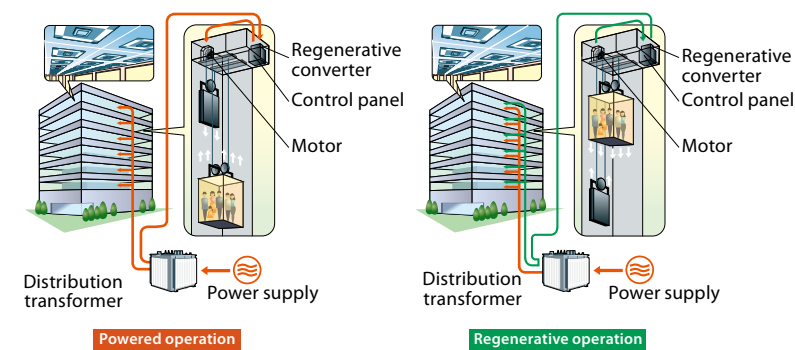 Regenerative
converter
Control panel
Motor
Distribution
transformer
Power supply
Powered operation
Regenerative
converter
Control panel
Motor
Distribution
transformer
Power supply
Regenerative operation